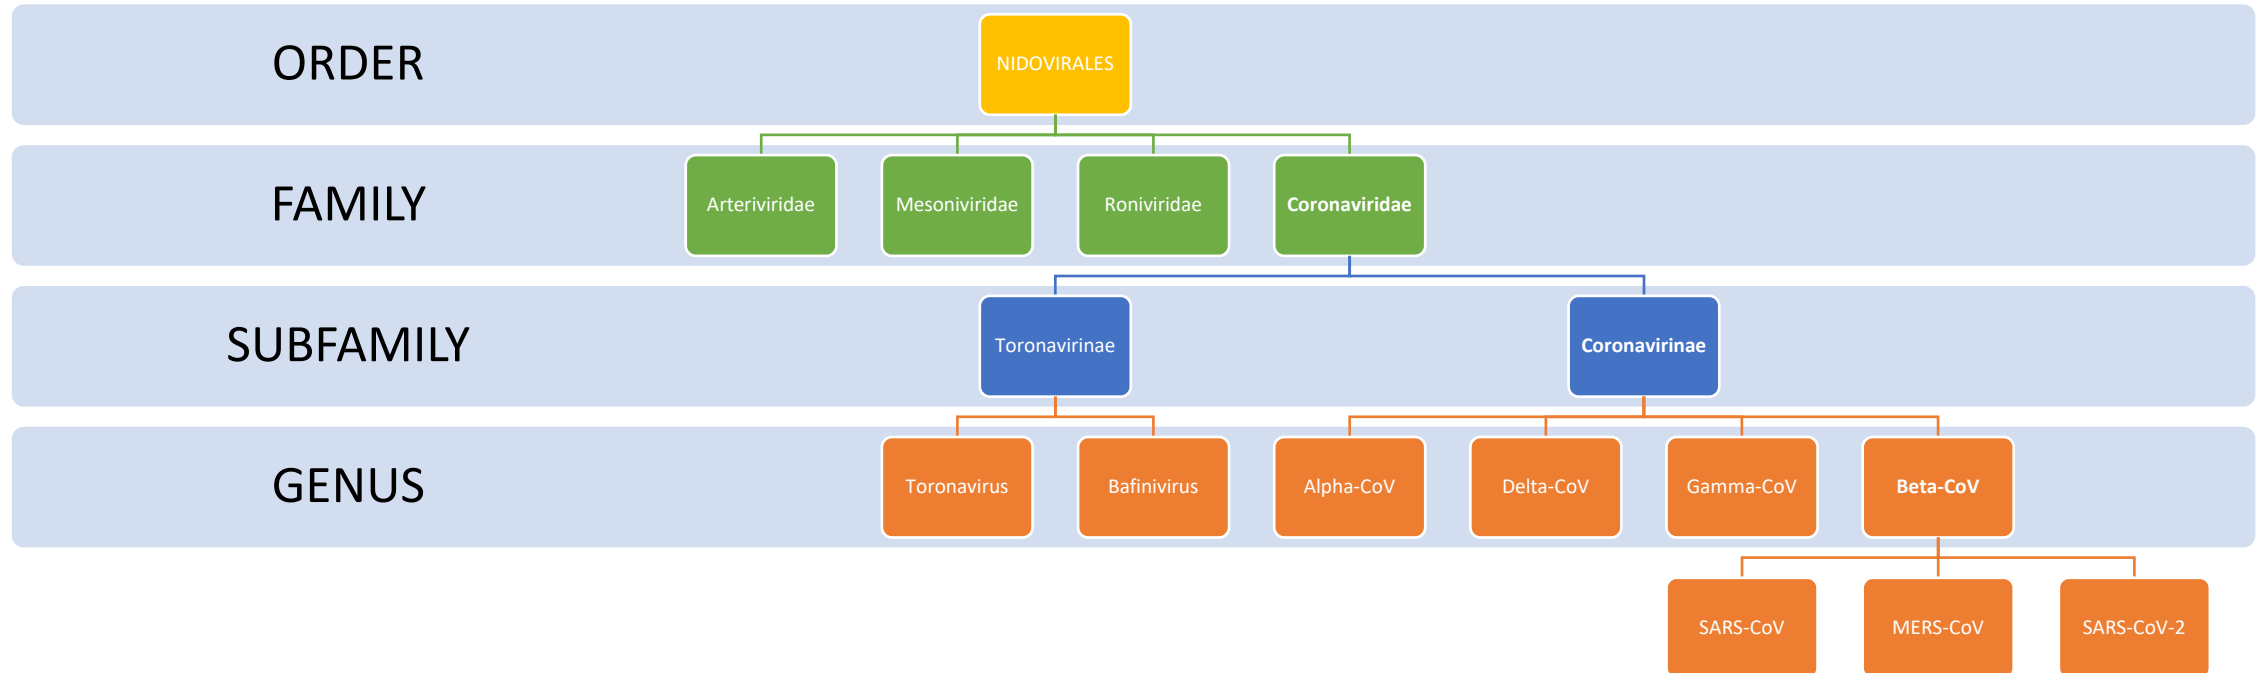 ORDER
NIDOVIRALES
FAMILY
Arteriviridae
Mesoniviridae
Roniviridae
Coronaviridae
SUBFAMILY
Toronavirinae
Coronavirinae
GENUS
Toronavirus
Bafinivirus
Alpha-CoV
Delta-CoV
Gamma-CoV
Beta-CoV
SARS-CoV
MERS-CoV
SARS-CoV-2